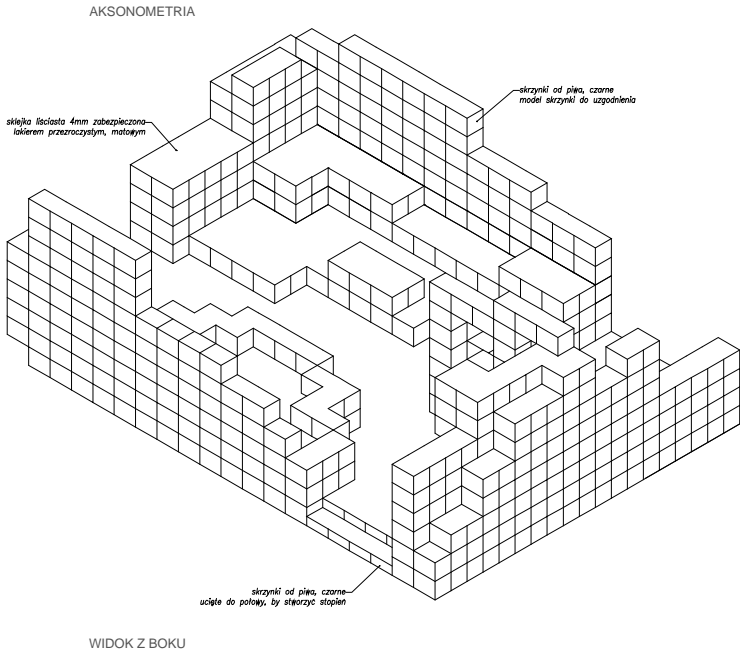 AKSONOMETRIA
skrzynki od piwa, czarne
model skrzynki do uzgodnienia
sklejka liściasta 4mm zabezpieczona
lakierem przezroczystym, matowym
skrzynki od piwa, czarne
ucięte do połowy, by stworzyć stopień
WIDOK Z BOKU